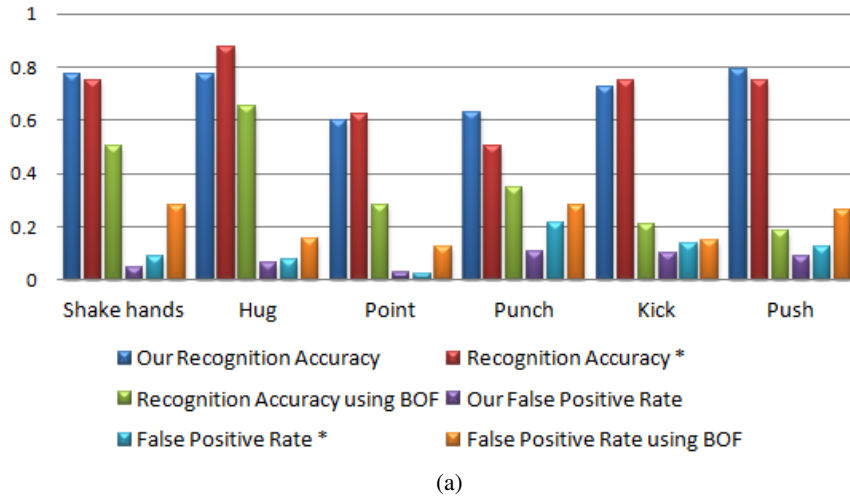 1
0.8
0.6
0.4
0.2
0
Shake hands Hug Point Punch Kick Push
Our Recognition Accuracy Recognition Accuracy *
Recognition Accuracy using BOF Our False Positive Rate
False Positive Rate * False Positive Rate using BOF
(a)